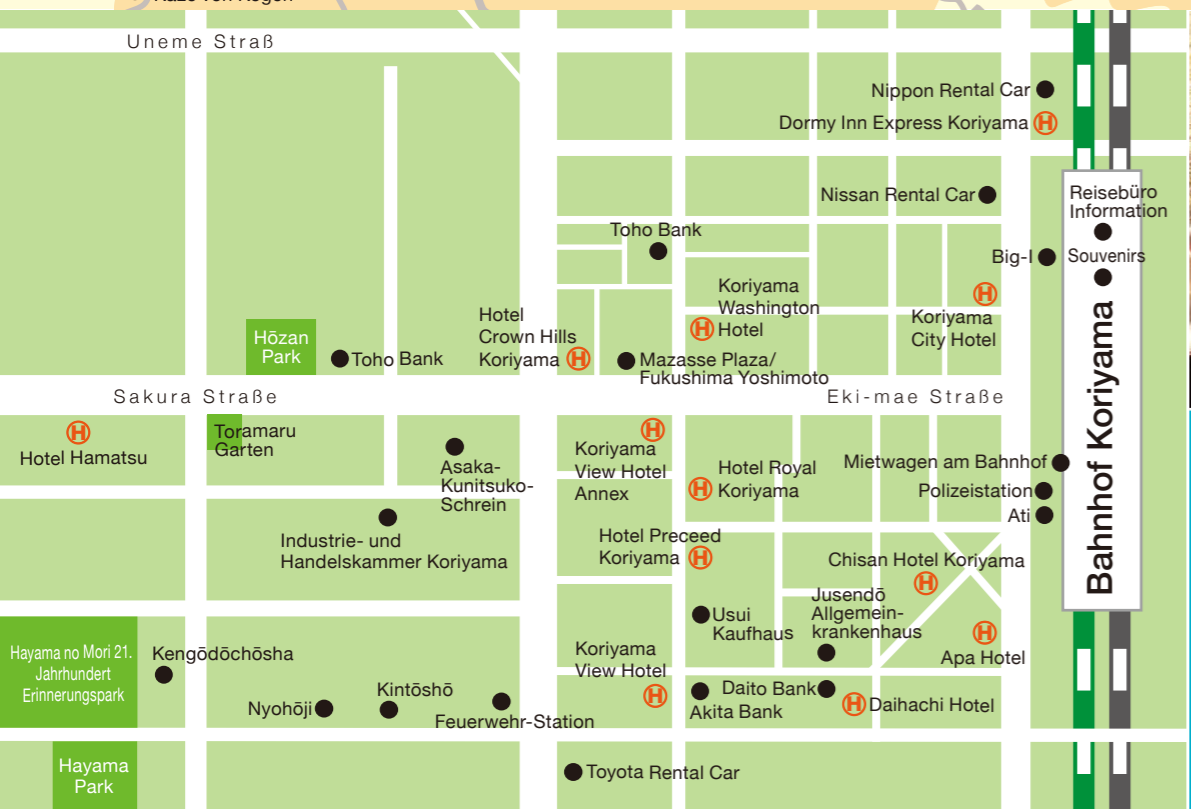 Kaze von Kogen
Uneme Straß
Nippon Rental Car
Dormy Inn Express Koriyama H
Nissan Rental Car
Reisebüro
Information
Toho Bank
Big-I
Souvenirs
Koriyama
Washington
H Hotel
H
Koriyama
City Hotel
Hotel
Crown Hills
Koriyama H
Hōzan
Park
Toho Bank
Mazasse Plaza/
Fukushima Yoshimoto
Bahnhof Koriyama
Sakura Straße
Eki-mae Straße
H
Hotel Hamatsu
Toramaru
Garten
Asaka-
Kunitsuko-
Schrein
H
Koriyama
View Hotel
Annex
Hotel Royal
H Koriyama
Mietwagen am Bahnhof
Polizeistation
Ati
Industrie- und
Handelskammer Koriyama
Hotel Preceed
Koriyama H
Chisan Hotel Koriyama
H
Usui
Kaufhaus
Jusendō
Allgemein-
krankenhaus
H
Apa Hotel
Hayama no Mori 21.
Jahrhundert
Erinnerungspark
Kengōdōchōsha
Nyohōji
Kintōshō
Feuerwehr-Station
Koriyama
View Hotel
H
Akita Bank
Daito Bank
H Daihachi Hotel
Hayama
Park
Toyota Rental Car